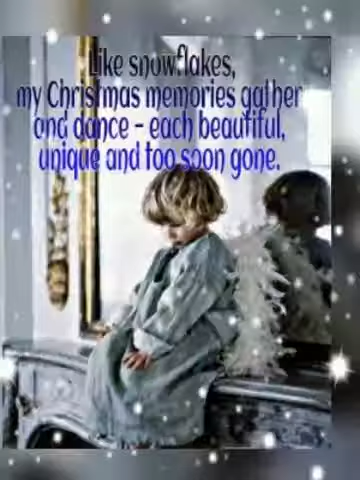 Like snowflakes,
my Christmas memories gather
and dance - each beautiful,
unique and too soon gone.